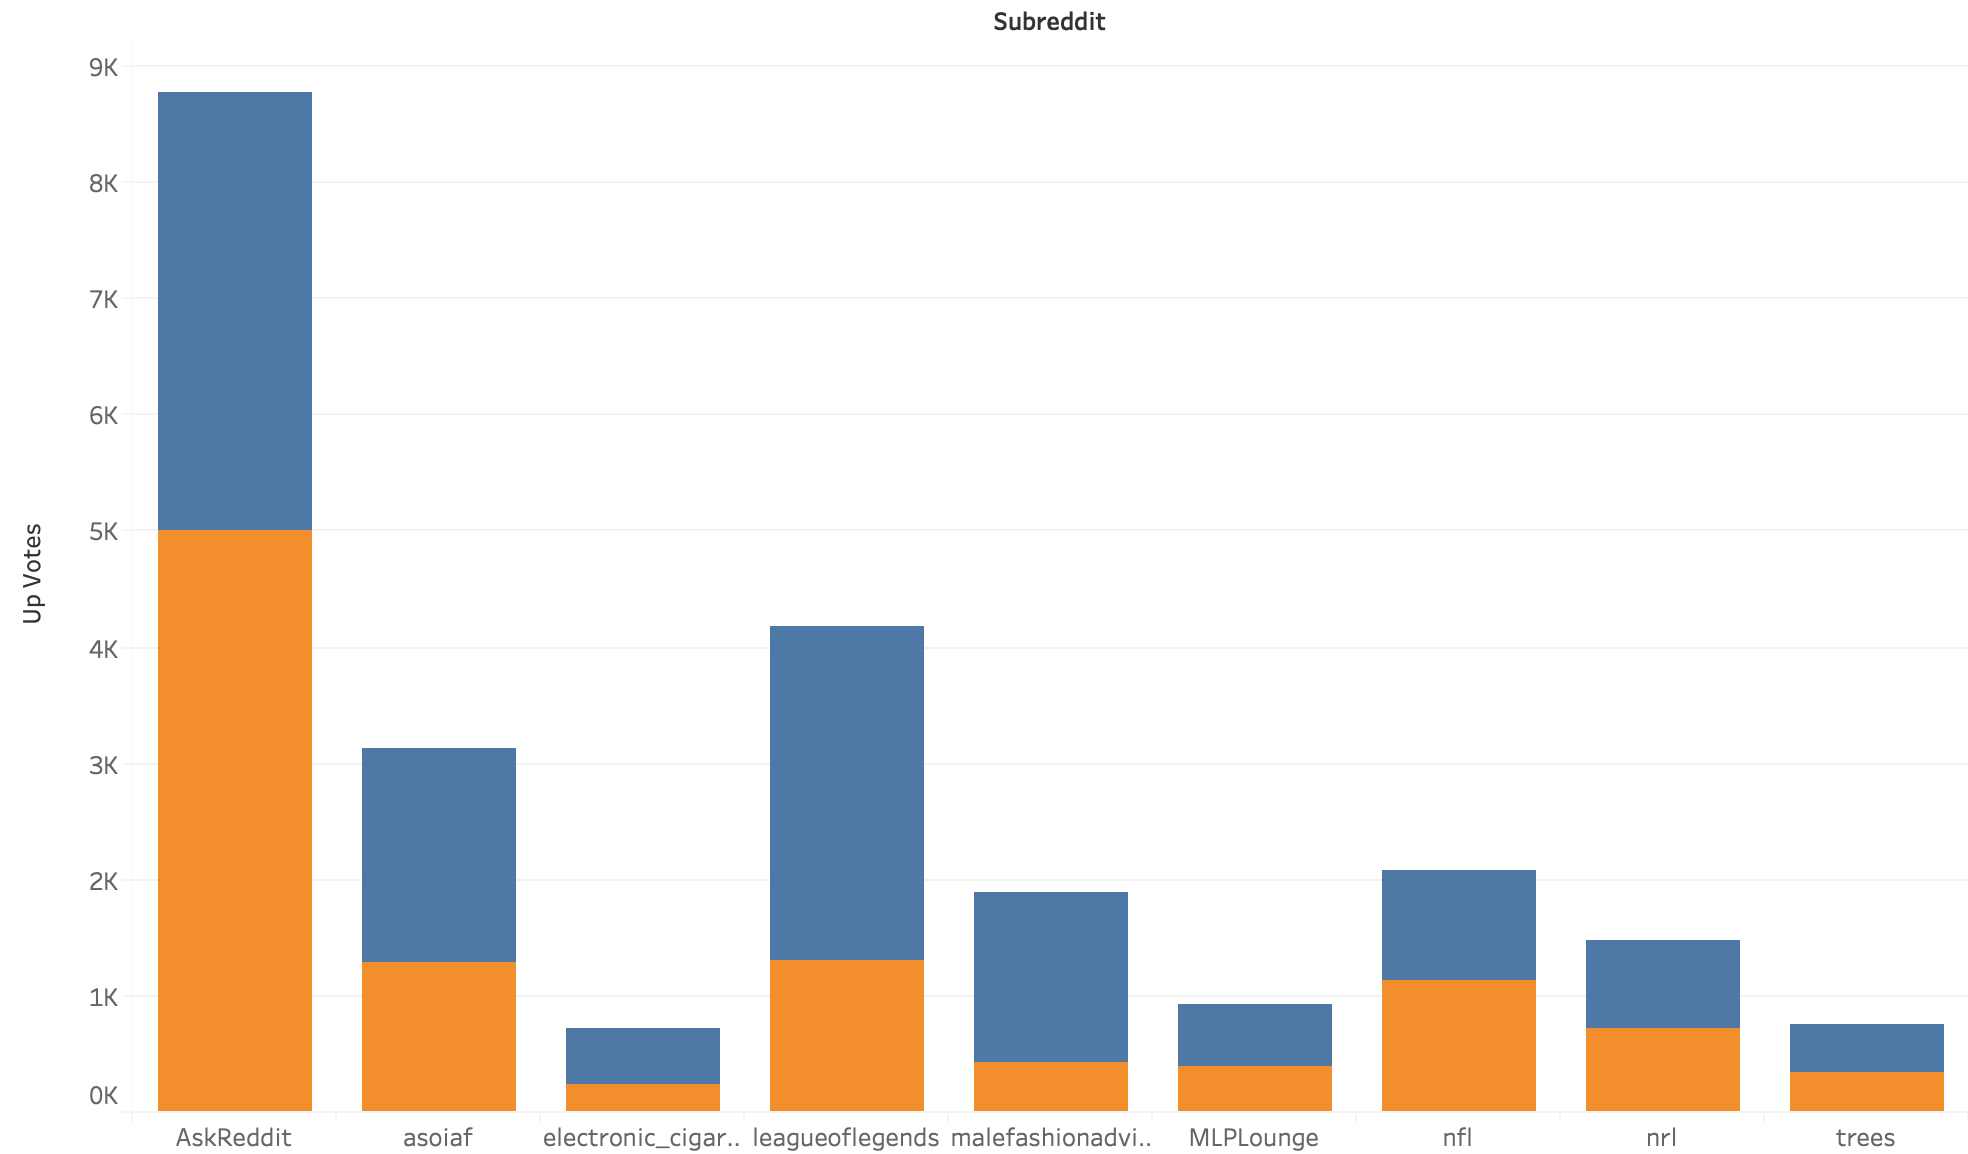 Subreddit
9K
8K
7K
6K
5K
4K
3K
2K
1K
0K
Up Votes
AskReddit
asoiaf
electronic_cigar..
leagueoflegends
malefashionadvi..
MLPLounge
nfl
nrl
trees